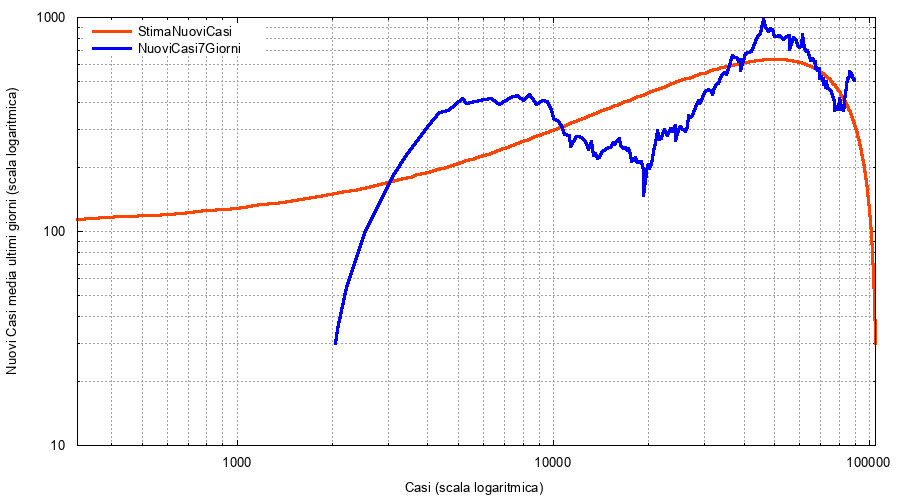 1000
StimaNuoviCasi
NuoviCasi7Giorni
100
10
Nuovi Casi media ultimi giorni (scala logaritmica)
1000 10000 100000
Casi (scala logaritmica)